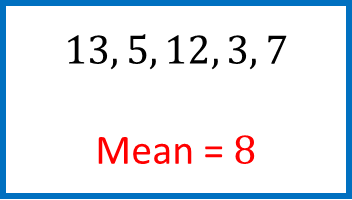 13, 5, 12, 3, 7
Mean = 8